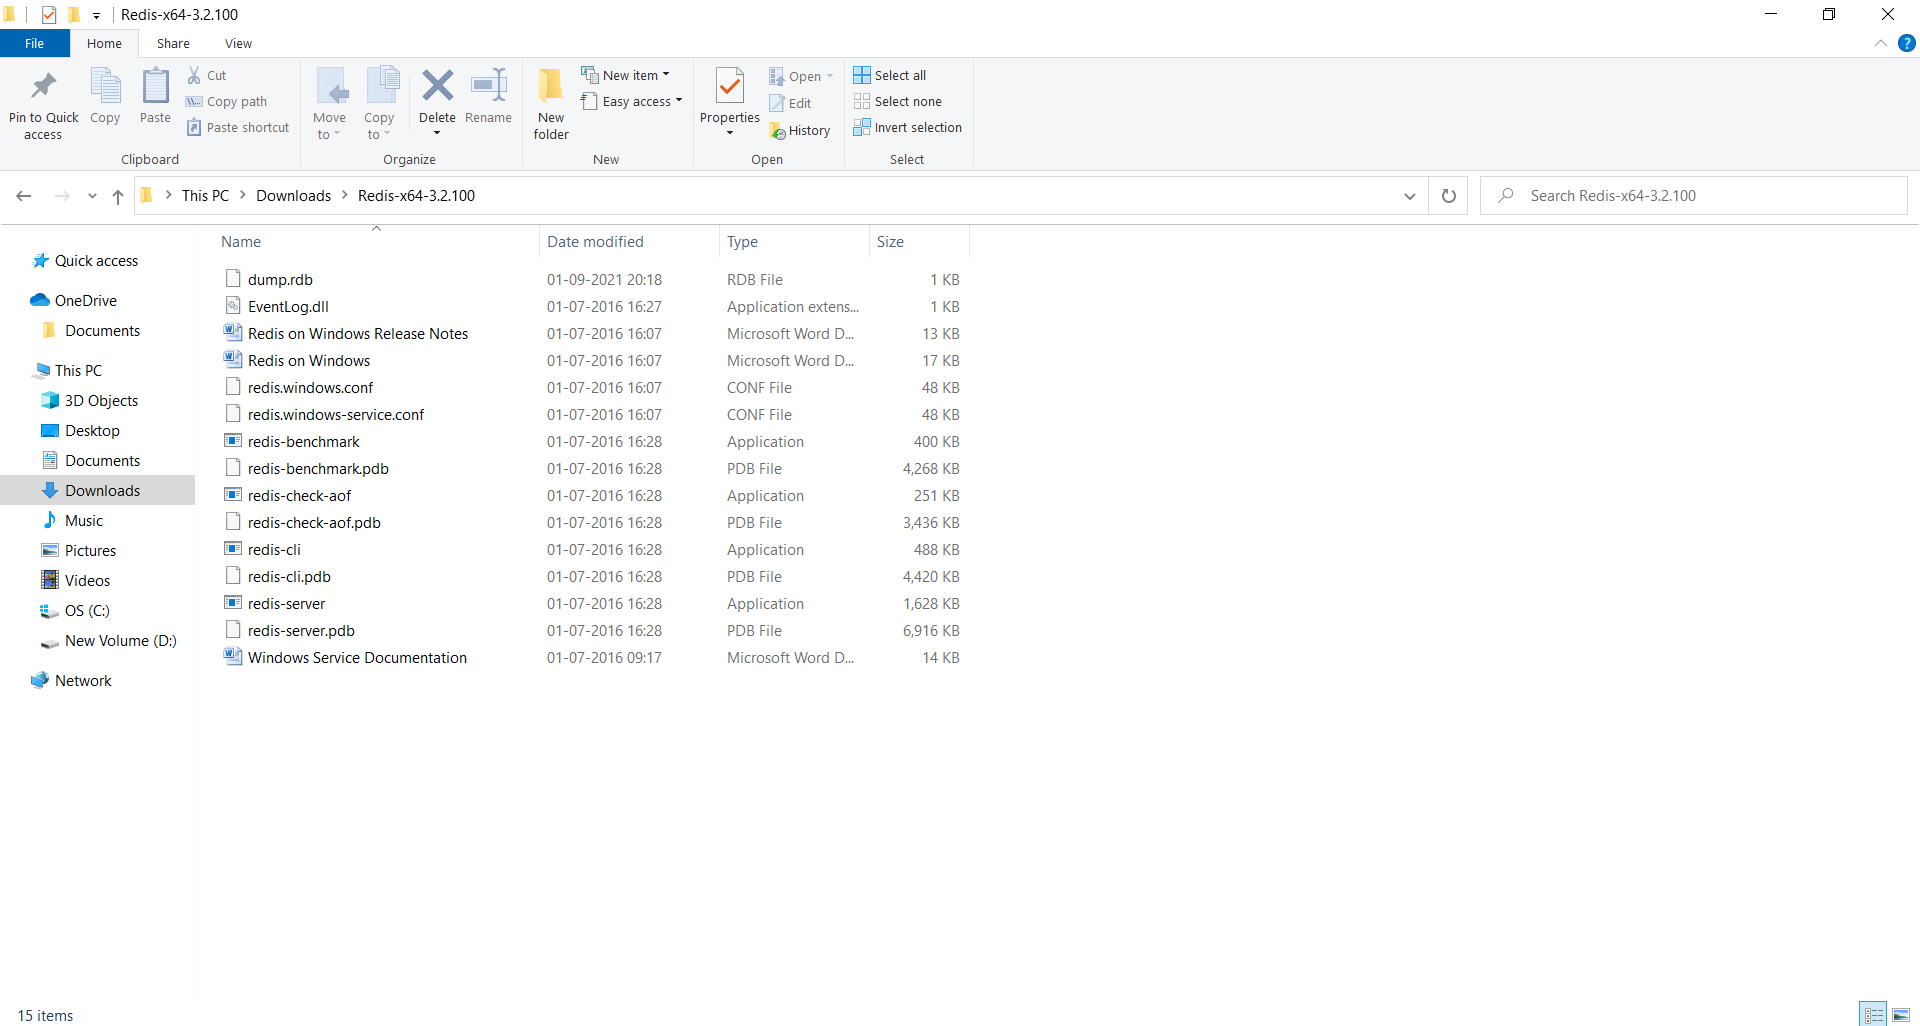 Redis-x64-3.2.100
File Home Share View
Pin to Quick access
Copy
Paste
Cut
Copy path
Paste shortcut
Clipboard
Move to
Copy to
Delete
Rename
Organize
New folder
New item
Easy access
New
Properties
Open
Edit
History
Open
Select all
Select none
Invert selection
Select
This PC > Downloads > Redis-x64-3.2.100
Search Redis-x64-3.2.100
Quick access
OneDrive
Documents
This PC
3D Objects
Desktop
Documents
Downloads
Music
Pictures
Videos
OS (C:)
New Volume (D:)
Network
Name Date modified Type Size
dump.rdb 01-09-2021 20:18 RDB File 1 KB
EventLog.dll 01-07-2016 16:27 Application extens... 1 KB
Redis on Windows Release Notes 01-07-2016 16:07 Microsoft Word D... 13 KB
Redis on Windows 01-07-2016 16:07 Microsoft Word D... 17 KB
redis.windows.conf 01-07-2016 16:07 CONF File 48 KB
redis.windows-service.conf 01-07-2016 16:07 CONF File 48 KB
redis-benchmark 01-07-2016 16:28 Application 400 KB
redis-benchmark.pdb 01-07-2016 16:28 PDB File 4,268 KB
redis-check-aof 01-07-2016 16:28 Application 251 KB
redis-check-aof.pdb 01-07-2016 16:28 PDB File 3,436 KB
redis-cli 01-07-2016 16:28 Application 488 KB
redis-cli.pdb 01-07-2016 16:28 PDB File 4,420 KB
redis-server 01-07-2016 16:28 Application 1,628 KB
redis-server.pdb 01-07-2016 16:28 PDB File 6,916 KB
Windows Service Documentation 01-07-2016 09:17 Microsoft Word D... 14 KB
15 items